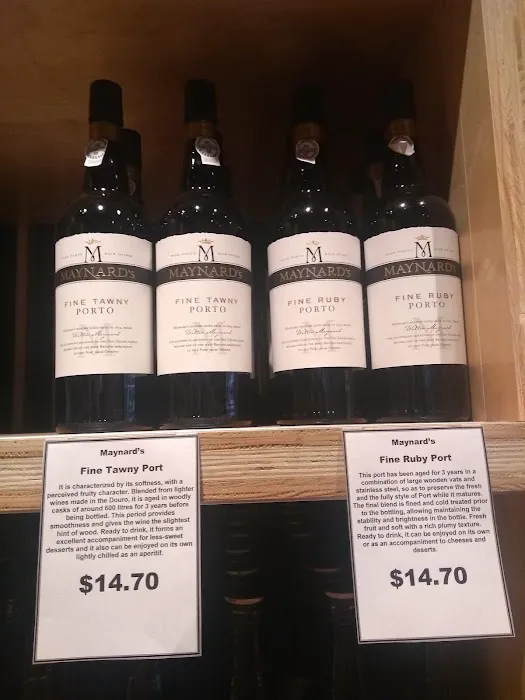 M
MAYNARD'S
FINE TAWNY
PORTO
M
MAYNARD'S
FINE TAWNY
PORTO
M
MAYNARD'S
FINE RUBY
PORTO
M
MAYNARD'S
FINE RUBY
PORTO
Maynard's
Fine Tawny Port
It is characterized by its softness, with a
perceived fruity character. Blended from lighter
wines made in the Douro, it is aged in woodly
casks of around 600 litres for 3 years before
being bottled. This period provides
smoothness and gives the wine the slightest
hint of wood. Ready to drink, it forms an
excellent accompaniment for less-sweet
desserts and it also can be enjoyed on its own
lightly chilled as an aperitif.
$14.70
Maynard's
Fine Ruby Port
This port has been aged for 3 years in a
combination of large wooden vats and
stainless steel, so as to preserve the fresh
and the fully style of Port while it matures.
The final blend is fined and cold treated prior
to the bottling, allowing maintaining the
stability and brightness in the bottle. Fresh
fruit and soft with a rich plumy texture.
Ready to drink, it can be enjoyed on its own
or as an accompaniment to cheeses and
deserts.
$14.70